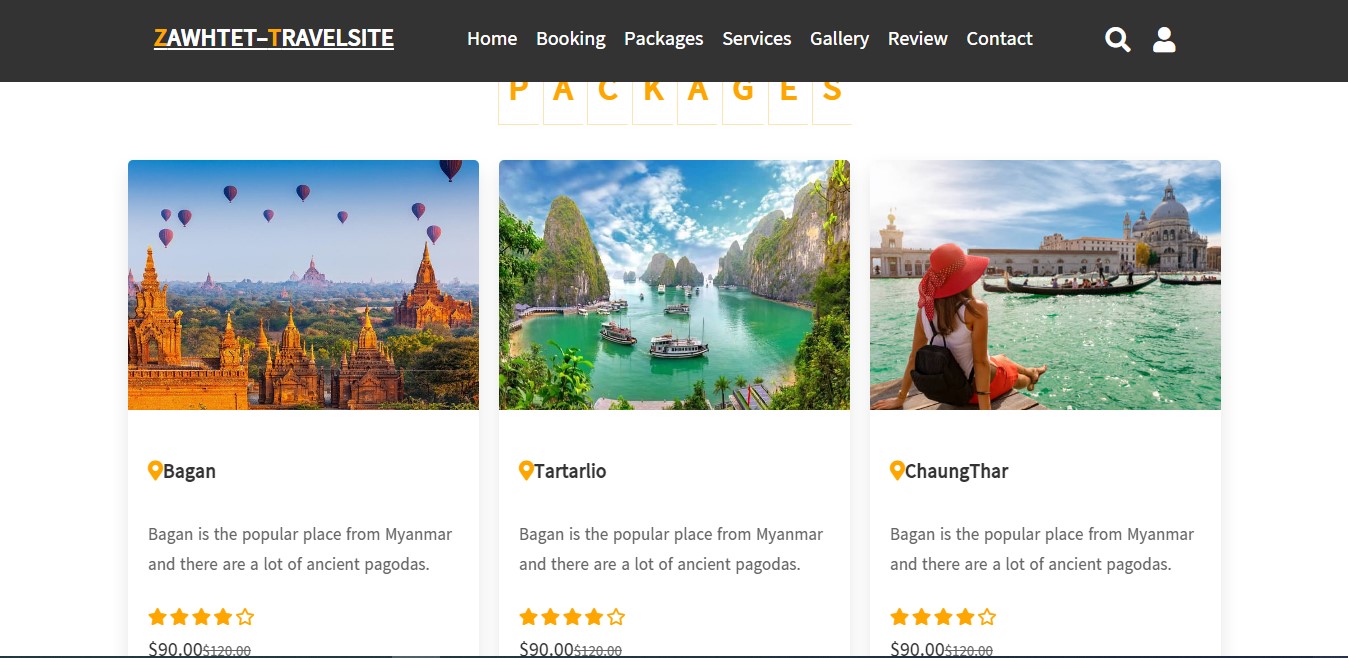 ZAWHTET–TRAVELSITE
Home Booking Packages Services Gallery Review Contact
PACKAGES
Bagan
Bagan is the popular place from Myanmar
and there are a lot of ancient pagodas.
$90.00 $120.00
Tartarlio
Bagan is the popular place from Myanmar
and there are a lot of ancient pagodas.
$90.00 $120.00
ChaungThar
Bagan is the popular place from Myanmar
and there are a lot of ancient pagodas.
$90.00 $120.00